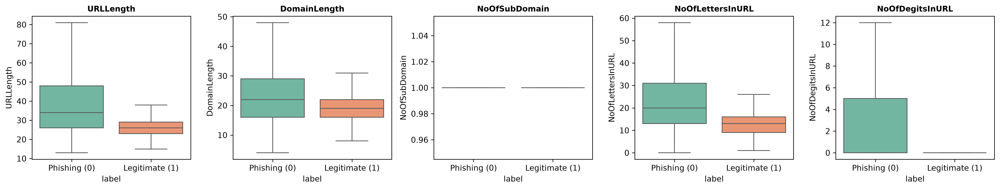 URLLength
80
70
60
50
40
30
20
10
URLLength
Phishing (0)
Legitimate (1)
label
DomainLength
50
40
30
20
10
DomainLength
Phishing (0)
Legitimate (1)
label
NoOfSubDomain
1.04
1.02
1.00
0.98
0.96
NoOfSubDomain
Phishing (0)
Legitimate (1)
label
NoOfLettersInURL
60
50
40
30
20
10
0
NoOfLettersInURL
Phishing (0)
Legitimate (1)
label
NoOfDegitsInURL
12
10
8
6
4
2
0
NoOfDegitsInURL
Phishing (0)
Legitimate (1)
label